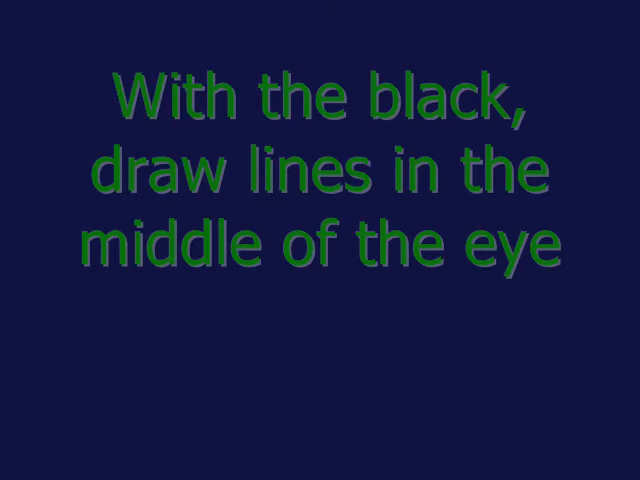 With the black,
draw lines in the
middle of the eye